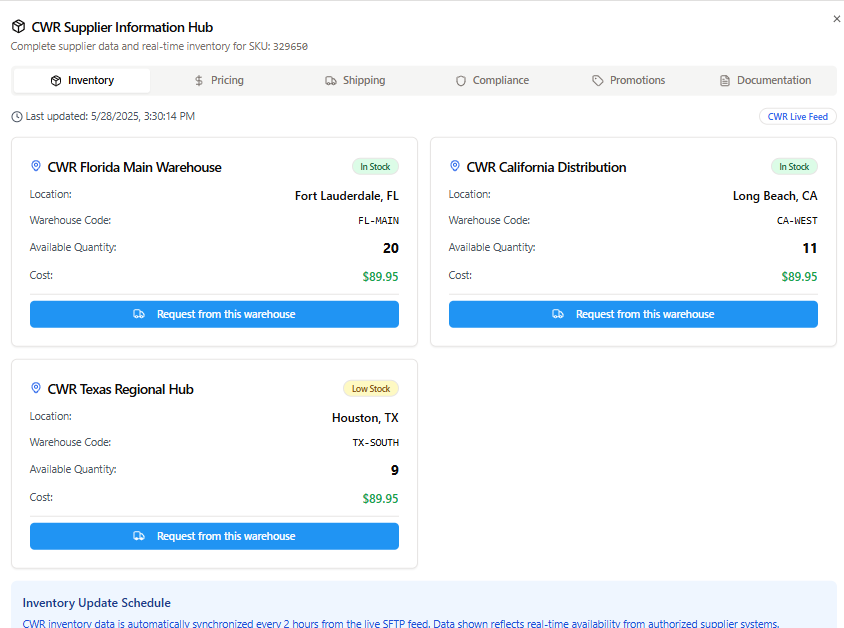 CWR Supplier Information Hub
×
Complete supplier data and real-time inventory for SKU: 329650
Inventory
Pricing
Shipping
Compliance
Promotions
Documentation
Last updated: 5/28/2025, 3:30:14 PM
CWR Live Feed
CWR Florida Main Warehouse
In Stock
Location: Fort Lauderdale, FL
Warehouse Code: FL-MAIN
Available Quantity: 20
Cost: $89.95
Request from this warehouse
CWR California Distribution
In Stock
Location: Long Beach, CA
Warehouse Code: CA-WEST
Available Quantity: 11
Cost: $89.95
Request from this warehouse
CWR Texas Regional Hub
Low Stock
Location: Houston, TX
Warehouse Code: TX-SOUTH
Available Quantity: 9
Cost: $89.95
Request from this warehouse
Inventory Update Schedule
CWR inventory data is automatically synchronized every 2 hours from the live SFTP feed. Data shown reflects real-time availability from authorized supplier systems.